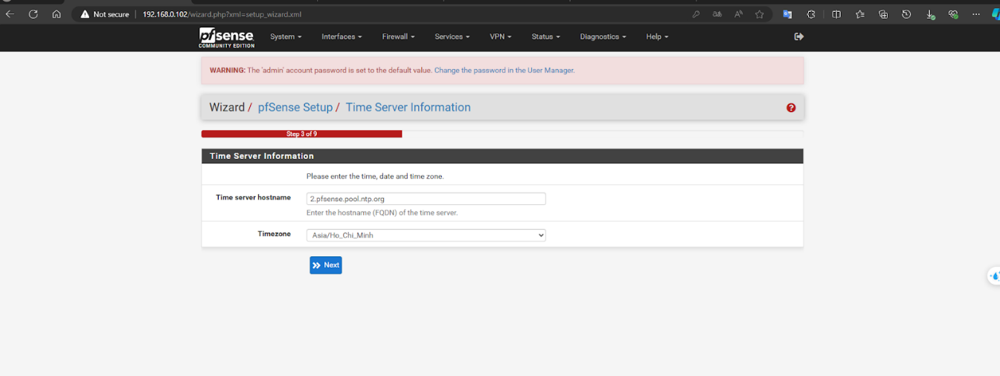 Not secure 192.168.0.102/wizard.php?xml=setup_wizard.xml
pfsense COMMUNITY EDITION System Interfaces Firewall Services VPN Status Diagnostics Help
WARNING: The 'admin' account password is set to the default value. Change the password in the User Manager.
Wizard / pfSense Setup / Time Server Information
Step 3 of 9
Time Server Information
Please enter the time, date and time zone.
Time server hostname 2.pfsense.pool.ntp.org
Enter the hostname (FQDN) of the time server.
Timezone Asia/Ho_Chi_Minh
Next